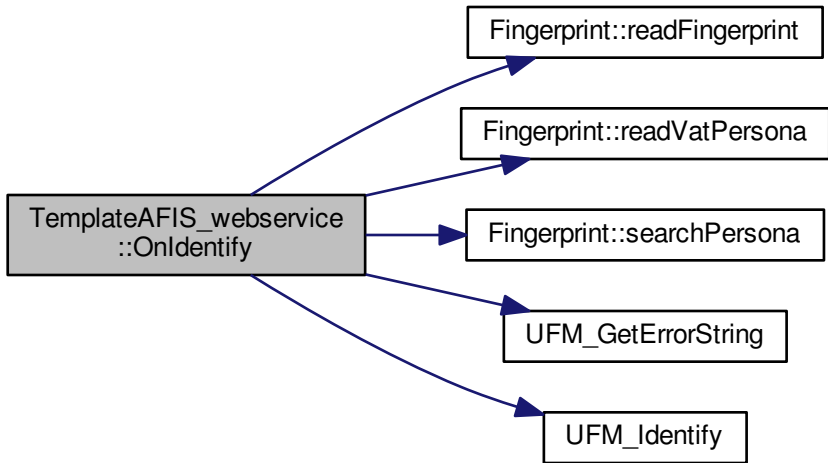 Fingerprint::readFingerprint
Fingerprint::readVatPersona
TemplateAFIS_webservice
::OnIdentify
Fingerprint::searchPersona
UFM_GetErrorString
UFM_Identify